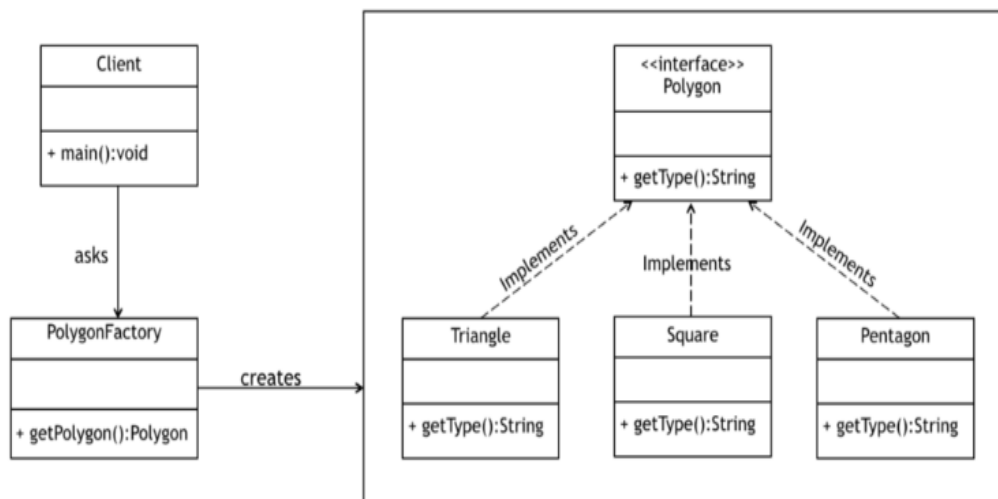 Client
+ main():void
asks
PolygonFactory
+ getPolygon():Polygon
creates
<<interface>>
Polygon
+ getType():String
Implements
Implements
Implements
Triangle
+ getType():String
Square
+ getType():String
Pentagon
+ getType():String